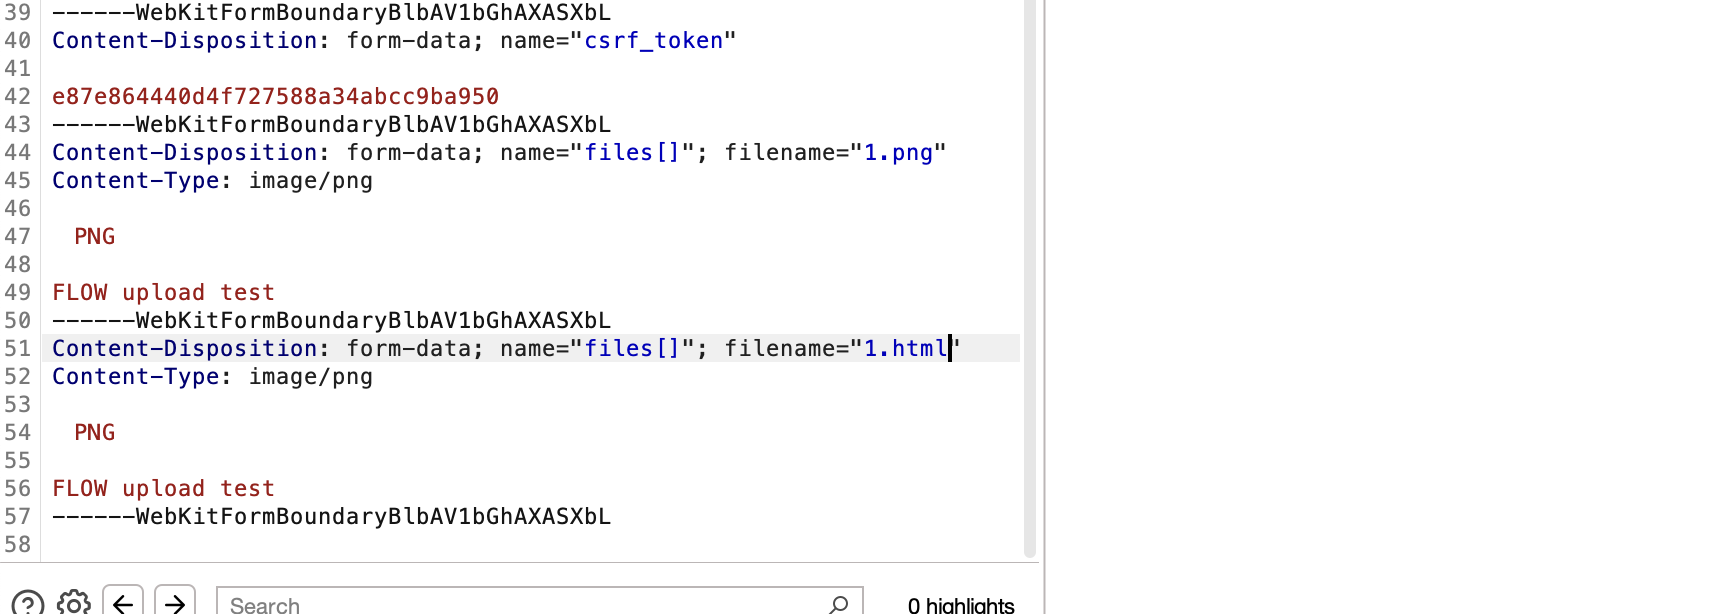 39 ------WebKitFormBoundaryBlbAV1bGhAXASXbL
40 Content-Disposition: form-data; name="csrf_token"
41
42 e87e864440d4f727588a34abcc9ba950
43 ------WebKitFormBoundaryBlbAV1bGhAXASXbL
44 Content-Disposition: form-data; name="files[]"; filename="1.png"
45 Content-Type: image/png
46
47 PNG
48
49 FLOW upload test
50 ------WebKitFormBoundaryBlbAV1bGhAXASXbL
51 Content-Disposition: form-data; name="files[]"; filename="1.html"
52 Content-Type: image/png
53
54 PNG
55
56 FLOW upload test
57 ------WebKitFormBoundaryBlbAV1bGhAXASXbL
58
Search 0 highlights